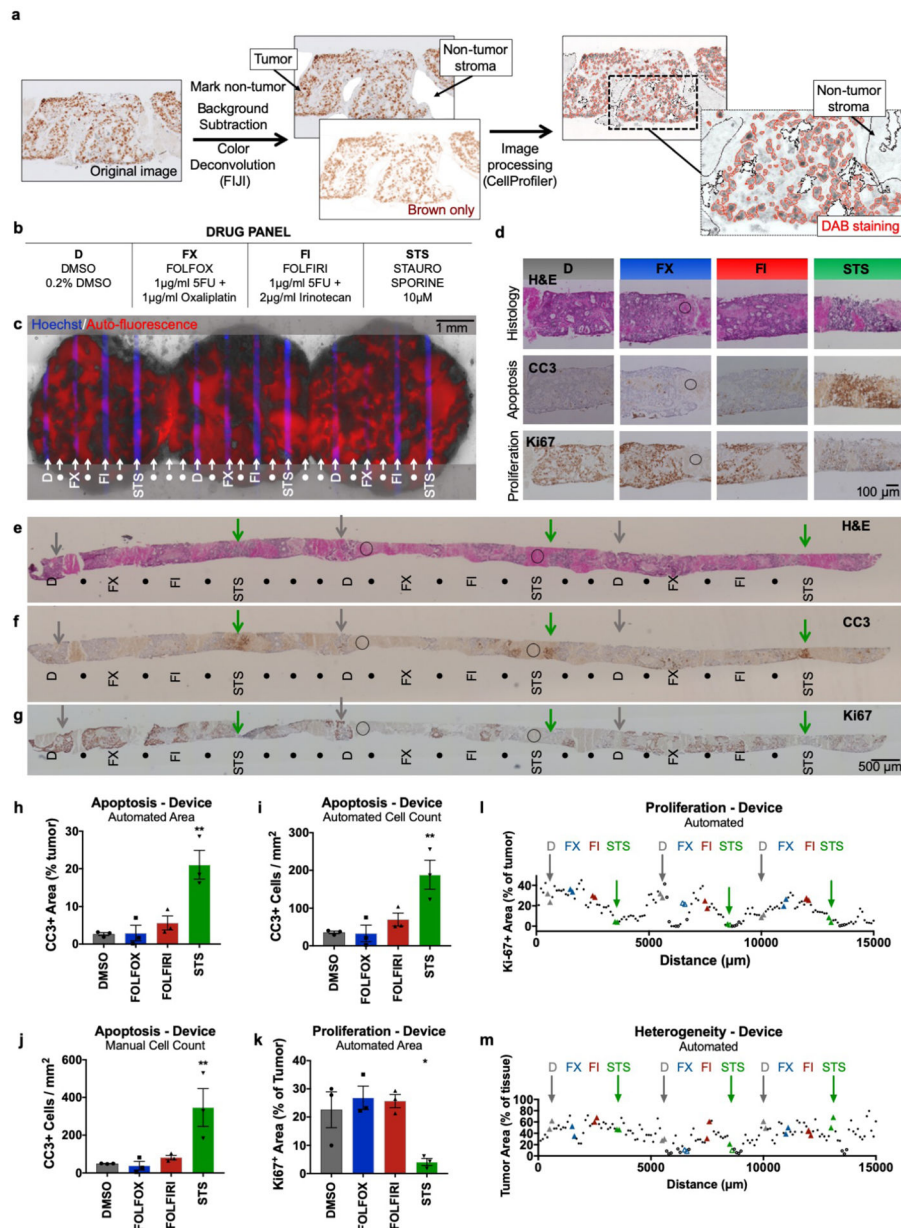 a
Tumor
Non-tumor
stroma
Mark non-tumor
Background
Subtraction
Color
Deconvolution
(FIJI)
Original image
Brown only
Image
processing
(CellProfiler)
Non-tumor
stroma
DAB staining
b
DRUG PANEL
D FX FI STS
DMSO FOLFOX FOLFIRI STAURO
0.2% DMSO 1µg/ml 5FU + 1µg/ml 5FU + SPORINE
1µg/ml Oxaliplatin 2µg/ml Irinotecan 10µM
c
Hoechst/Auto-fluorescence
1 mm
D • FX • FI • STS • • • D • FX • FI • STS • • D • FX • FI • STS
d
D FX FI STS
H&E
Histology
CC3
Apoptosis
Ki67
Proliferation
100 µm
e
H&E
D • FX • FI • STS • • • D • FX • FI • STS • • D • FX • FI • STS
f
CC3
D • FX • FI • STS • • • D • FX • FI • STS • • D • FX • FI • STS
g
Ki67
D • FX • FI • STS • • • D • FX • FI • STS • • D • FX • FI • STS
500 µm
h
Apoptosis - Device
Automated Area
CC3+ Area (% tumor)
30
20
10
0
**
DMSO
FOLFOX
FOLFIRI
STS
i
Apoptosis - Device
Automated Cell Count
CC3+ Cells / mm²
300
200
100
0
**
DMSO
FOLFOX
FOLFIRI
STS
l
Proliferation - Device
Automated
D FX FI STS D FX FI STS D FX FI STS
Ki-67+ Area (% of tumor)
60
40
20
0
0 5000 10000 15000
Distance (µm)
j
Apoptosis - Device
Manual Cell Count
CC3+ Cells / mm²
600
400
200
0
**
DMSO
FOLFOX
FOLFIRI
STS
k
Proliferation - Device
Automated Area
Ki67⁺ Area (% of Tumor)
40
30
20
10
0
*
DMSO
FOLFOX
FOLFIRI
STS
m
Heterogeneity - Device
Automated
D FX FI STS D FX FI STS D FX FI STS
Tumor Area (% of tissue)
100
80
60
40
20
0
0 5000 10000 15000
Distance (µm)